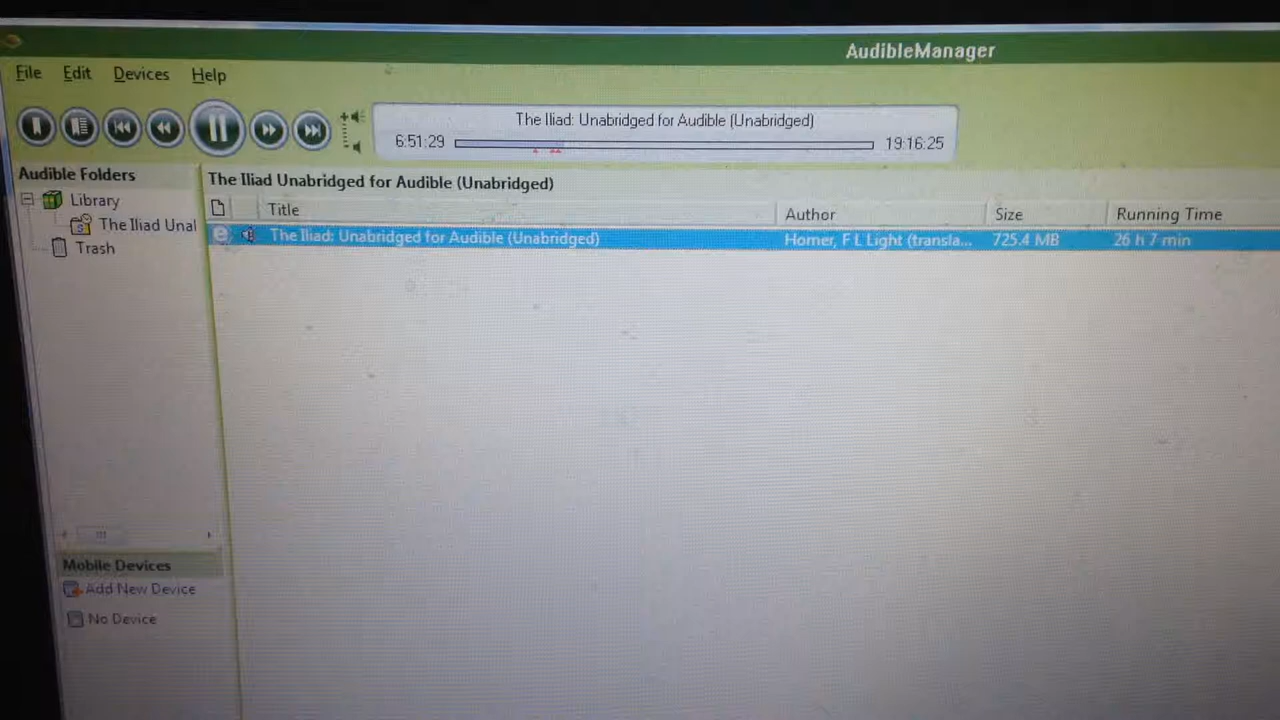 AudibleManager
File Edit Devices Help
The Iliad: Unabridged for Audible (Unabridged)
6:51:29 19:16:25
Audible Folders
Library
The Iliad Unal
Trash
The Iliad Unabridged for Audible (Unabridged)
Title Author Size Running Time
The Iliad: Unabridged for Audible (Unabridged) Homer, F L Light (transla... 725.4 MB 26 h 7 min
Mobile Devices
Add New Device
No Device